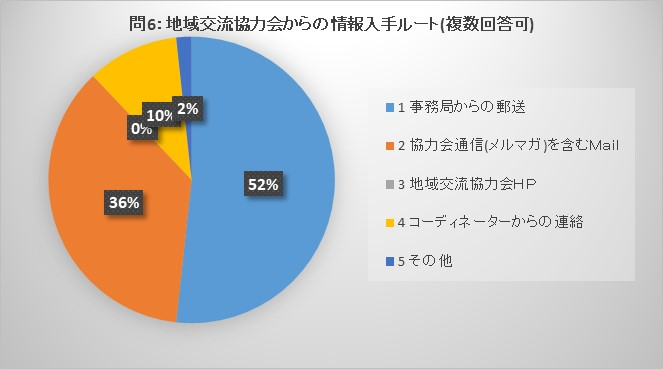 問6: 地域交流協力会からの情報入手ルート(複数回答可)
2%
10%
0%
52%
36%
1 事務局からの郵送
2 協力会通信(メルマガ)を含むMail
3 地域交流協力会HP
4 コーディネーターからの連絡
5 その他